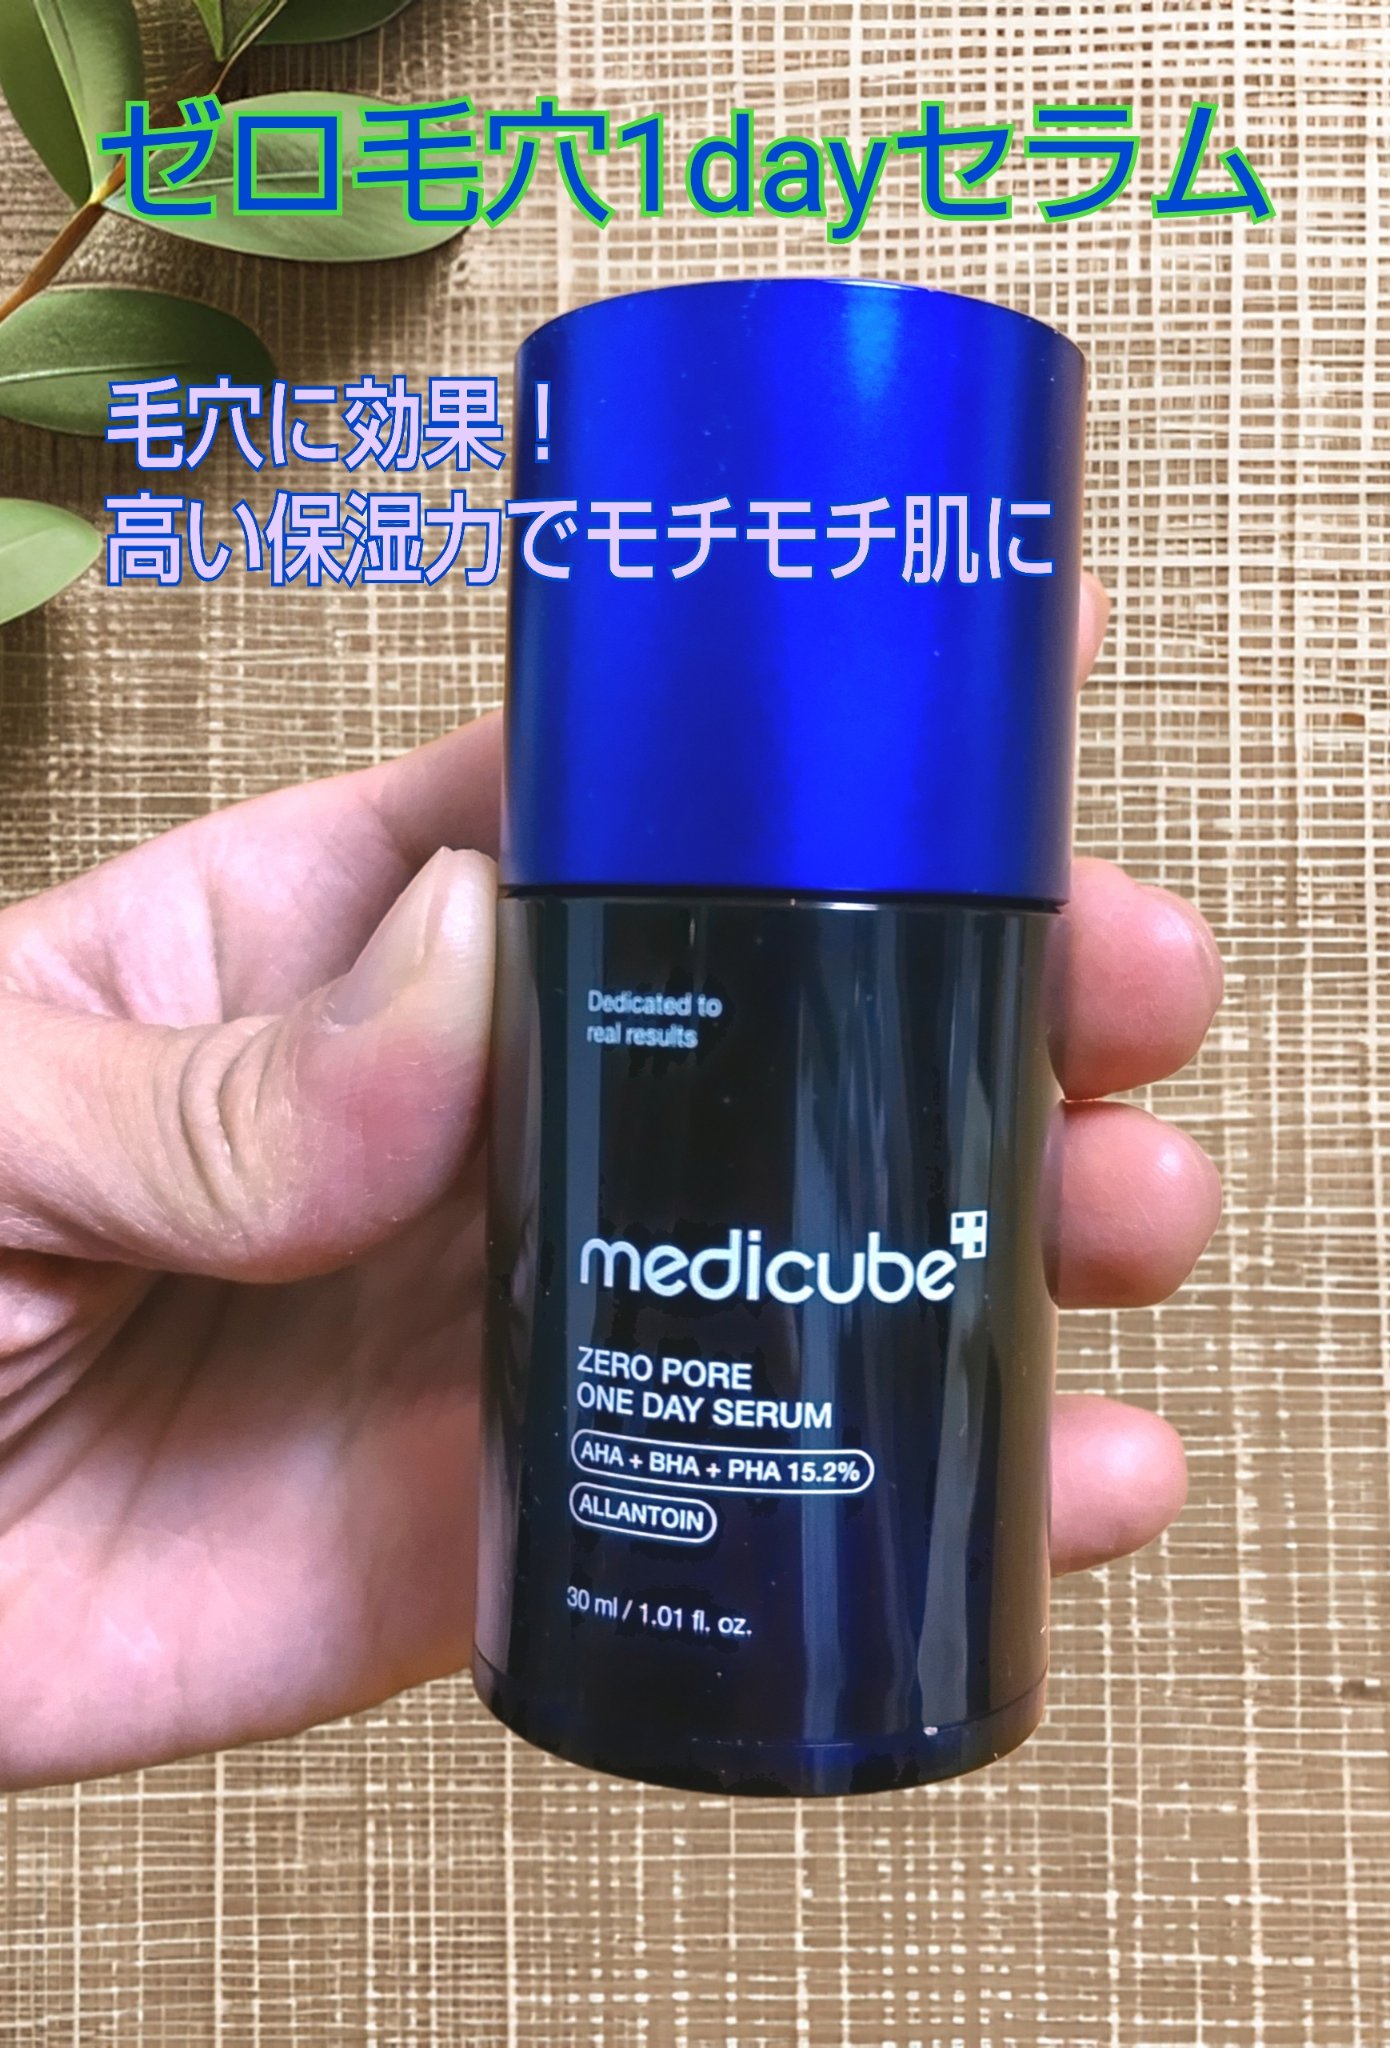 ゼロ毛穴1dayセラム
毛穴に効果！
高い保湿力でモチモチ肌に
Dedicated to
real results
medicube
ZERO PORE
ONE DAY SERUM
AHA + BHA + PHA 15.2%
ALLANTOIN
30 ml / 1.01 fl. oz.